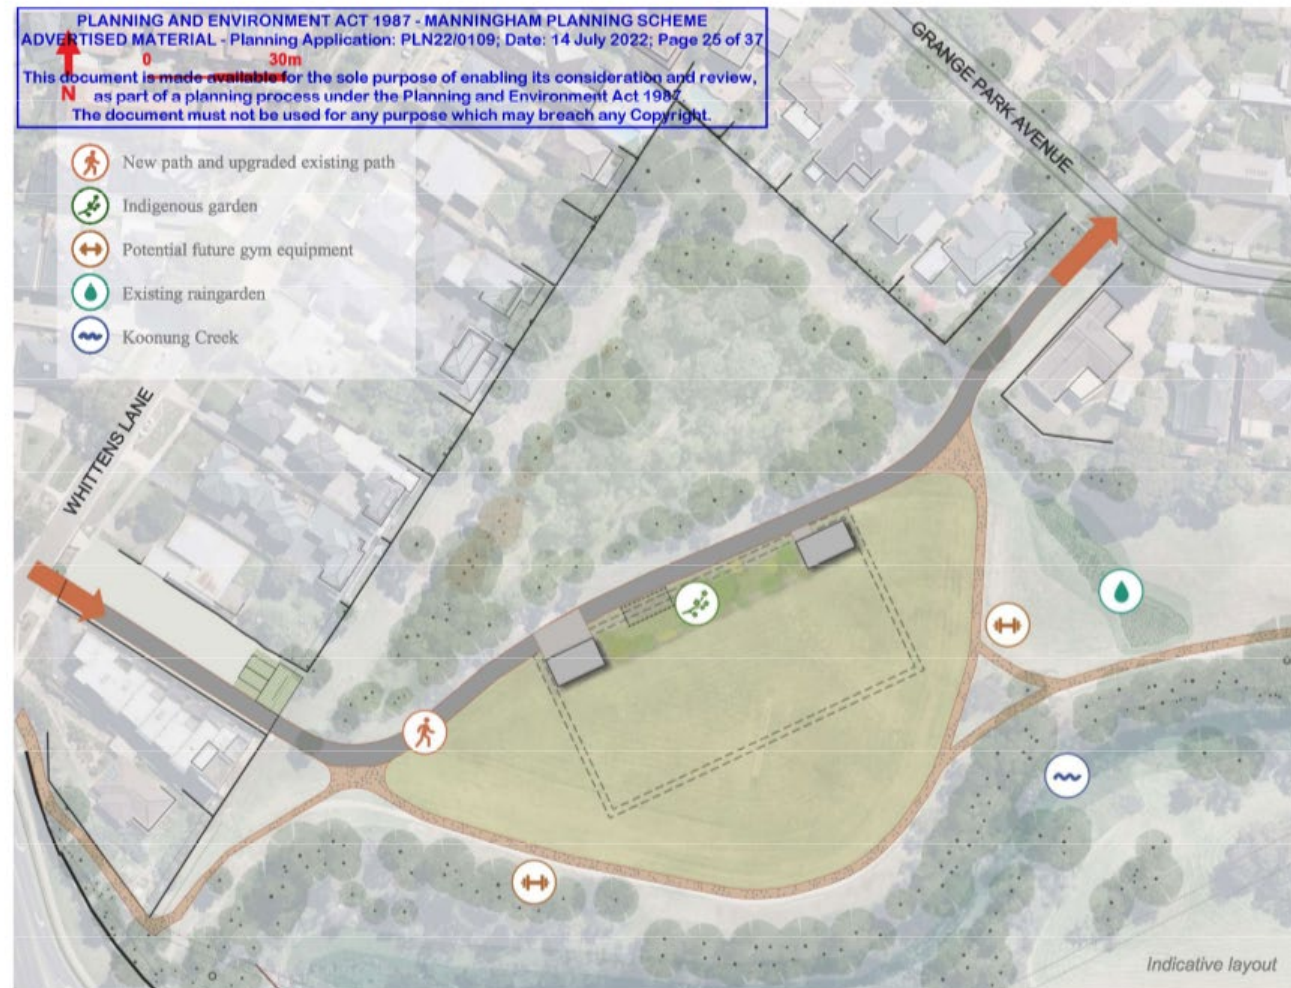 PLANNING AND ENVIRONMENT ACT 1987 - MANNINGHAM PLANNING SCHEME
ADVERTISED MATERIAL - Planning Application: PLN22/0109; Date: 14 July 2022; Page 25 of 37
0 30m
This document is made available for the sole purpose of enabling its consideration and review,
N
as part of a planning process under the Planning and Environment Act 1987.
The document must not be used for any purpose which may breach any Copyright.
New path and upgraded existing path
Indigenous garden
Potential future gym equipment
Existing raingarden
Koonung Creek
GRANGE PARK AVENUE
WHITTENS LANE
Indicative layout